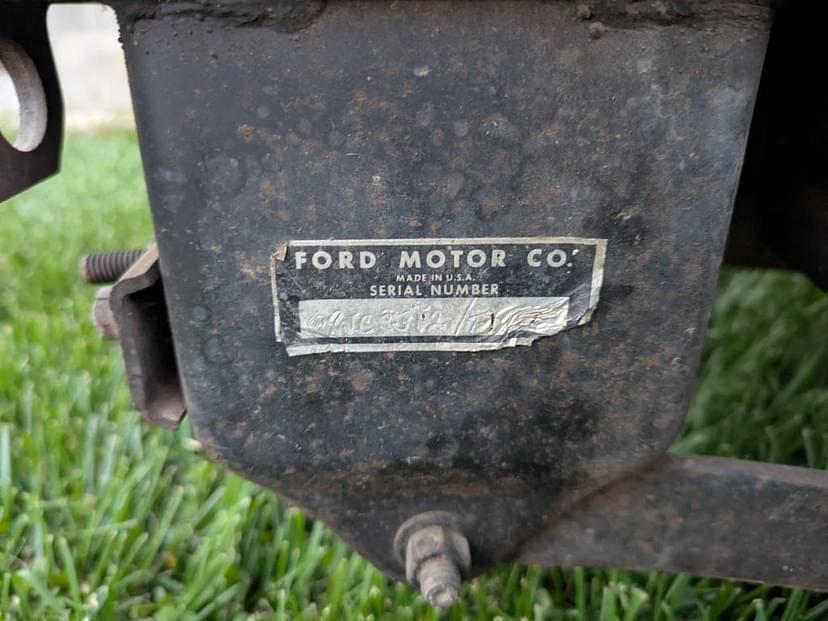 FORD MOTOR CO.
MADE IN U.S.A.
SERIAL NUMBER